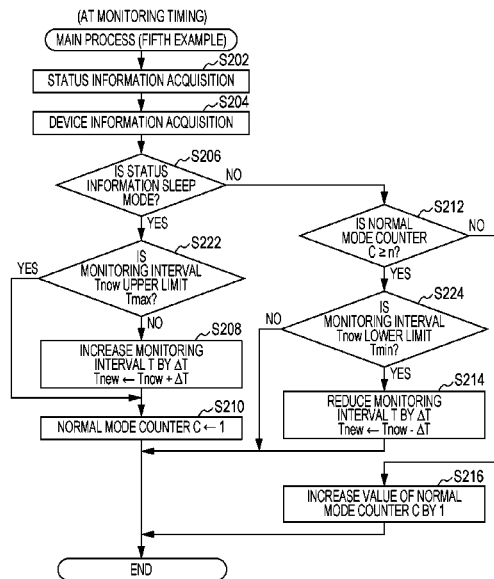 (AT MONITORING TIMING)
MAIN PROCESS (FIFTH EXAMPLE)
S202
STATUS INFORMATION ACQUISITION
S204
DEVICE INFORMATION ACQUISITION
S206
IS STATUS
INFORMATION SLEEP
MODE?
NO
YES
S222
IS
MONITORING INTERVAL
Tnow UPPER LIMIT
Tmax?
YES
NO
S208
INCREASE MONITORING
INTERVAL T BY ΔT
Tnew ← Tnow + ΔT
S210
NORMAL MODE COUNTER C ← 1
S212
IS NORMAL
MODE COUNTER
C ≥ n?
NO
YES
S224
IS
MONITORING INTERVAL
Tnow LOWER LIMIT
Tmin?
NO
YES
S214
REDUCE MONITORING
INTERVAL T BY ΔT
Tnew ← Tnow - ΔT
S216
INCREASE VALUE OF NORMAL
MODE COUNTER C BY 1
END